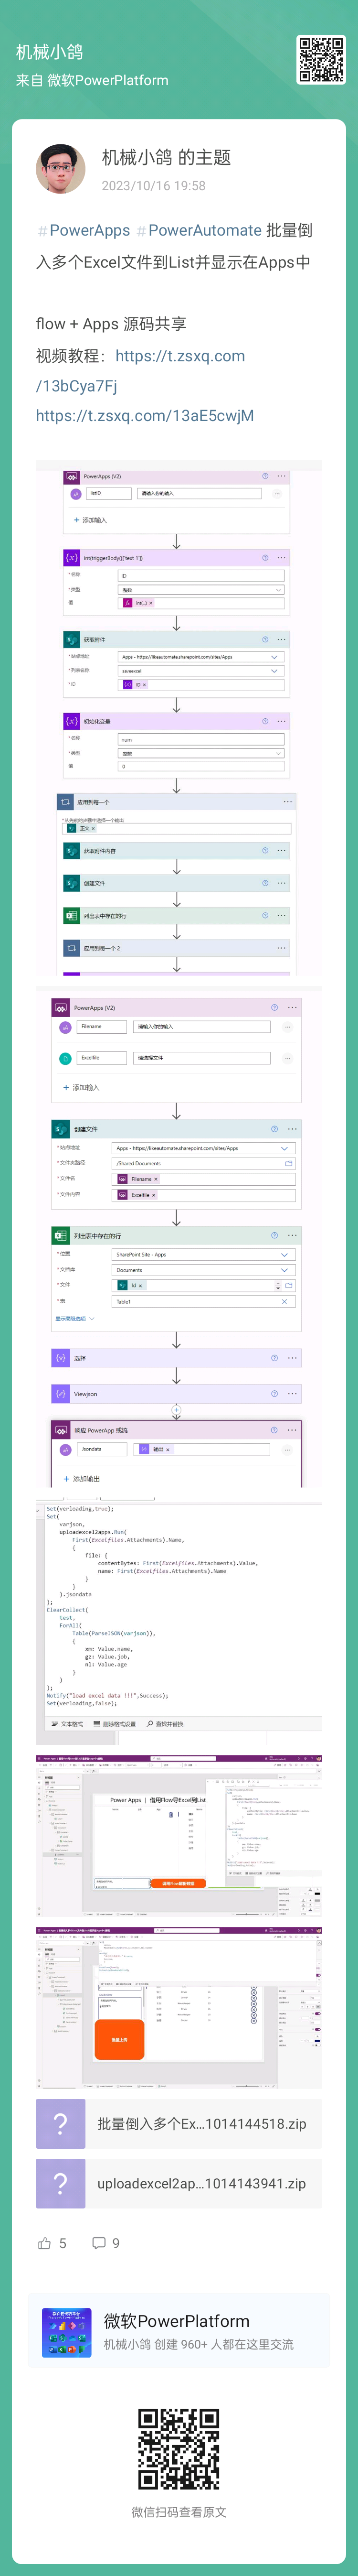 机械小鸽
来自 微软PowerPlatform
机械小鸽 的主题
2023/10/16 19:58
#PowerApps #PowerAutomate 批量倒
入多个Excel文件到List并显示在Apps中
flow + Apps 源码共享
视频教程：https://t.zsxq.com
/13bCya7Fj
https://t.zsxq.com/13aE5cwjM
PowerApps (V2)
listID 请输入你的输入
+ 添加输入
int(triggerBody()['text 1'])
*名称 ID
*类型 整数
值 int(...) ×
获取附件
*站点地址 Apps - https://likeautomate.sharepoint.com/sites/Apps
*列表名称 saveexcel
*ID ID ×
初始化变量
*名称 num
*类型 整数
值 0
应用到每一个
*从先前的步骤中选择一个输出
正文 ×
获取附件内容
创建文件
列出表中存在的行
应用到每一个 2
PowerApps (V2)
Filename 请输入你的输入
Excelfile 请选择文件
+ 添加输入
创建文件
*站点地址 Apps - https://likeautomate.sharepoint.com/sites/Apps
*文件夹路径 /Shared Documents
*文件名 Filename ×
*文件内容 Excelfile ×
列出表中存在的行
*位置 SharePoint Site - Apps
*文档库 Documents
*文件 Id ×
*表 Table1
显示高级选项
选择
Viewjson
响应 PowerApp 或流
Jsondata 输出 ×
+ 添加输出
Set(verloading,true);
Set(
varjson,
uploadexcel2apps.Run(
First(Excelfiles.Attachments).Name,
{
file: {
contentBytes: First(Excelfiles.Attachments).Value,
name: First(Excelfiles.Attachments).Name
}
}
).jsondata
);
ClearCollect(
test,
ForAll(
Table(ParseJSON(varjson)),
{
xm: Value.name,
gz: Value.job,
nl: Value.age
}
)
);
Notify("load excel data !!!",Success);
Set(verloading,false);
文本格式 删除格式设置 查找并替换
Power Apps | 借用Flow导Excel到List
批量上传
批量倒入多个Ex...1014144518.zip
uploadexcel2ap...1014143941.zip
5 9
微软PowerPlatform
机械小鸽 创建 960+ 人都在这里交流
微信扫码查看原文